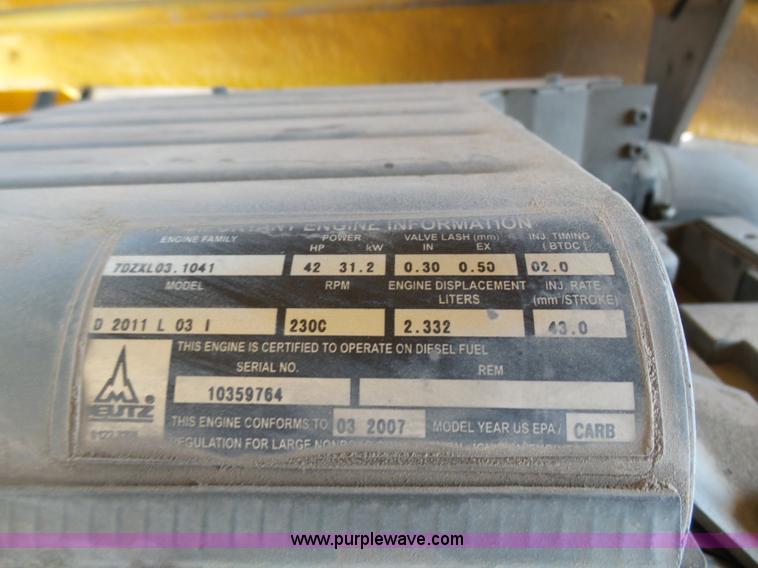 ENGINE INFORMATION
ENGINE FAMILY POWER VALVE LASH (mm) INJ. TIMING
HP kW IN EX (BTDC)
7DZXL03.1041 42 31.2 0.30 0.50 02.0
MODEL RPM ENGINE DISPLACEMENT INJ. RATE
LITERS (mm /STROKE)
D 2011 L 03 I 2300 2.332 43.0
THIS ENGINE IS CERTIFIED TO OPERATE ON DIESEL FUEL
SERIAL NO. REM
10359764
DEUTZ ®
THIS ENGINE CONFORMS TO 03 2007 MODEL YEAR US EPA/ CARB
REGULATION FOR LARGE
www.purplewave.com